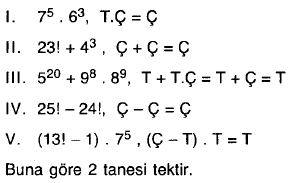 I. 7⁵ . 6³, T.Ç = Ç
II. 23! + 4³ , Ç + Ç = Ç
III. 5²⁰ + 9⁸ . 8⁹, T + T.Ç = T + Ç = T
IV. 25! – 24!, Ç – Ç = Ç
V. (13! – 1) . 7⁵ , (Ç – T) . T = T
Buna göre 2 tanesi tektir.